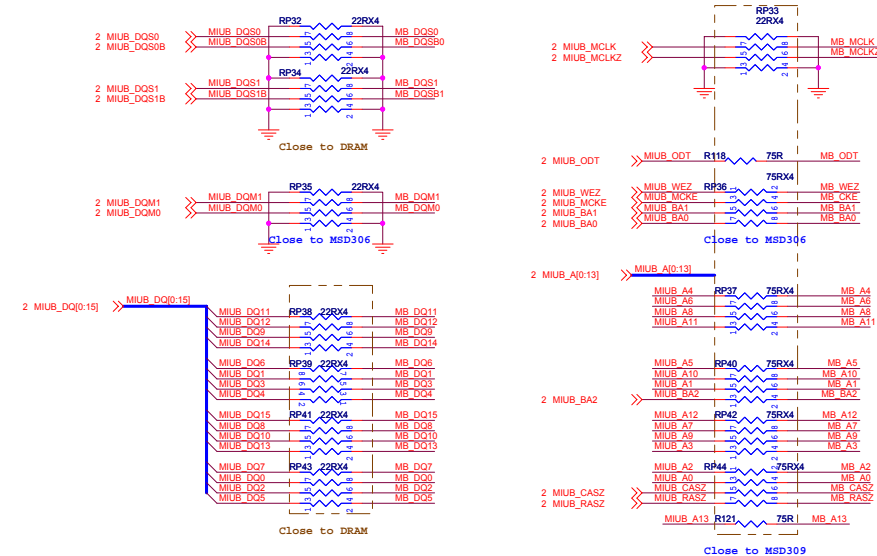 RP32 22RX4
2 MIUB_DQS0 MIUB_DQS0 MB_DQS0
2 MIUB_DQS0B MIUB_DQS0B MB_DQSB0
RP34 22RX4
2 MIUB_DQS1 MIUB_DQS1 MB_DQS1
2 MIUB_DQS1B MIUB_DQS1B MB_DQSB1
Close to DRAM
RP35 22RX4
2 MIUB_DQM1 MIUB_DQM1 MB_DQM1
2 MIUB_DQM0 MIUB_DQM0 MB_DQM0
Close to MSD306
2 MIUB_DQ[0:15] MIUB_DQ[0:15]
MIUB_DQ11 RP38 22RX4 MB_DQ11
MIUB_DQ12 MB_DQ12
MIUB_DQ9 MB_DQ9
MIUB_DQ14 MB_DQ14
MIUB_DQ6 RP39 22RX4 MB_DQ6
MIUB_DQ1 MB_DQ1
MIUB_DQ3 MB_DQ3
MIUB_DQ4 MB_DQ4
MIUB_DQ15 RP41 22RX4 MB_DQ15
MIUB_DQ8 MB_DQ8
MIUB_DQ10 MB_DQ10
MIUB_DQ13 MB_DQ13
MIUB_DQ7 RP43 22RX4 MB_DQ7
MIUB_DQ0 MB_DQ0
MIUB_DQ2 MB_DQ2
MIUB_DQ5 MB_DQ5
Close to DRAM
RP33
22RX4
2 MIUB_MCLK MB_MCLK
2 MIUB_MCLKZ MB_MCLKZ
2 MIUB_ODT MIUB_ODT R118 75R MB_ODT
75RX4
2 MIUB_WEZ MIUB_WEZ RP36 MB_WEZ
2 MIUB_MCKE MIUB_MCKE MB_CKE
2 MIUB_BA1 MIUB_BA1 MB_BA1
2 MIUB_BA0 MIUB_BA0 MB_BA0
Close to MSD306
2 MIUB_A[0:13] MIUB_A[0:13]
MIUB_A4 RP37 75RX4 MB_A4
MIUB_A6 MB_A6
MIUB_A8 MB_A8
MIUB_A11 MB_A11
MIUB_A5 RP40 75RX4 MB_A5
MIUB_A10 MB_A10
MIUB_A1 MB_A1
2 MIUB_BA2 MIUB_BA2 MB_BA2
MIUB_A12 RP42 75RX4 MB_A12
MIUB_A7 MB_A7
MIUB_A9 MB_A9
MIUB_A3 MB_A3
MIUB_A2 RP44 75RX4 MB_A2
MIUB_A0 MB_A0
2 MIUB_CASZ MIUB_CASZ MB_CASZ
2 MIUB_RASZ MIUB_RASZ MB_RASZ
MIUB_A13 R121 75R MB_A13
Close to MSD309